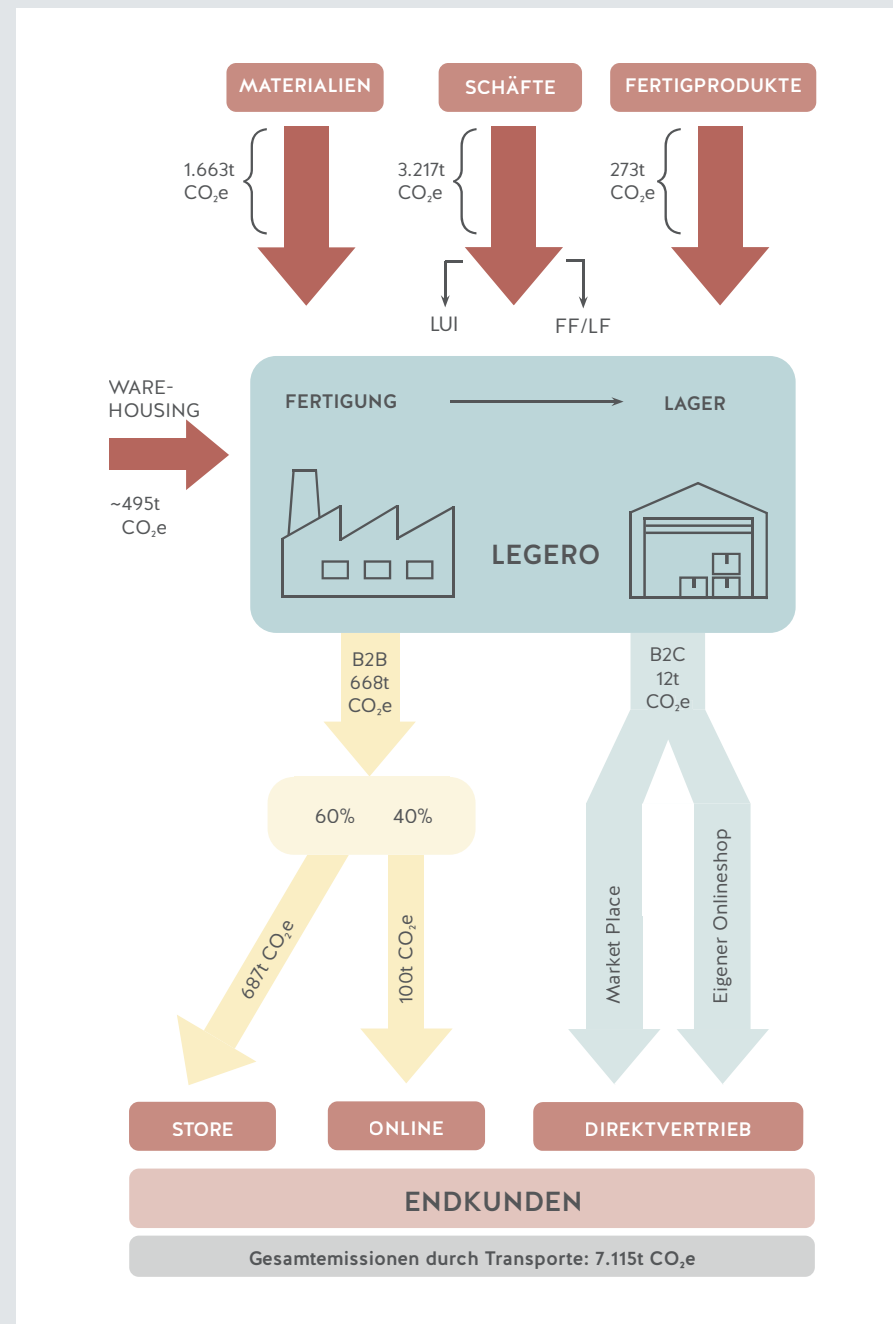 MATERIALIEN
SCHÄFTE
FERTIGPRODUKTE
1.663t
CO₂e
3.217t
CO₂e
273t
CO₂e
LUI
FF/LF
WARE-
HOUSING
~495t
CO₂e
FERTIGUNG
LAGER
LEGERO
B2B
668t
CO₂e
B2C
12t
CO₂e
60%
40%
687t CO₂e
100t CO₂e
Market Place
Eigener Onlineshop
STORE
ONLINE
DIREKTVERTRIEB
ENDKUNDEN
Gesamtemissionen durch Transporte: 7.115t CO₂e